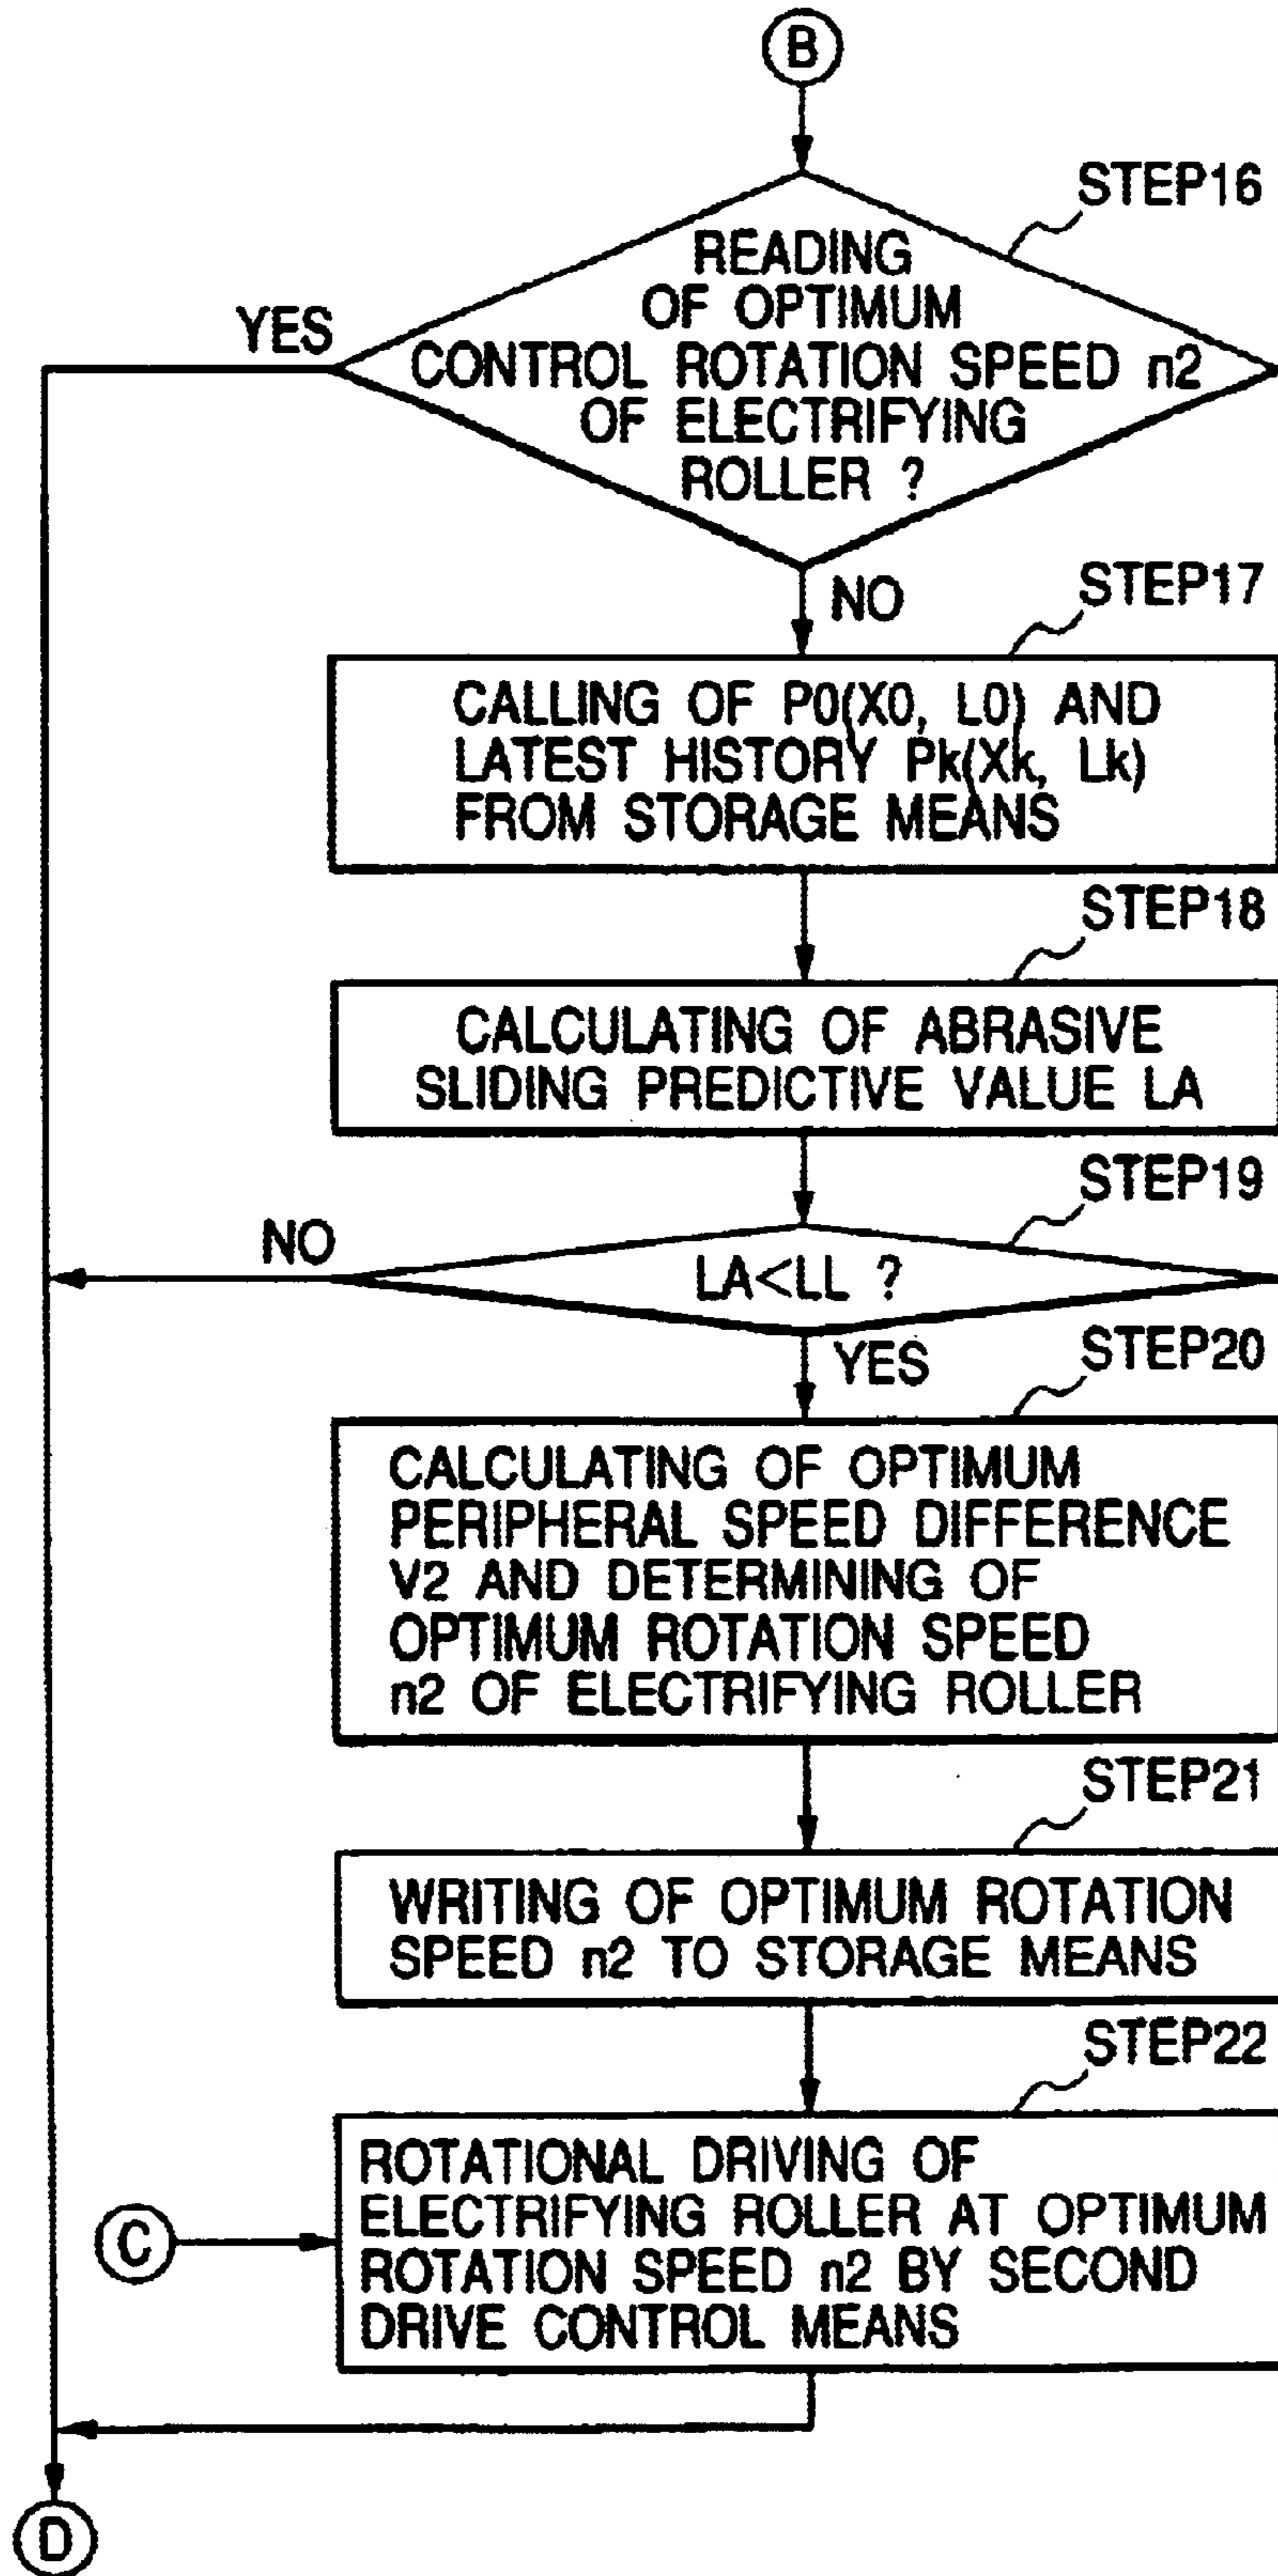 B
STEP16
READING
OF OPTIMUM
YES
CONTROL ROTATION SPEED n2
OF ELECTRIFYING
ROLLER ?
NO
STEP17
CALLING OF P0(X0, L0) AND
LATEST HISTORY Pk(Xk, Lk)
FROM STORAGE MEANS
STEP18
CALCULATING OF ABRASIVE
SLIDING PREDICTIVE VALUE LA
STEP19
NO
LA<LL ?
YES
STEP20
CALCULATING OF OPTIMUM
PERIPHERAL SPEED DIFFERENCE
V2 AND DETERMINING OF
OPTIMUM ROTATION SPEED
n2 OF ELECTRIFYING ROLLER
STEP21
WRITING OF OPTIMUM ROTATION
SPEED n2 TO STORAGE MEANS
STEP22
ROTATIONAL DRIVING OF
ELECTRIFYING ROLLER AT OPTIMUM
C
ROTATION SPEED n2 BY SECOND
DRIVE CONTROL MEANS
D